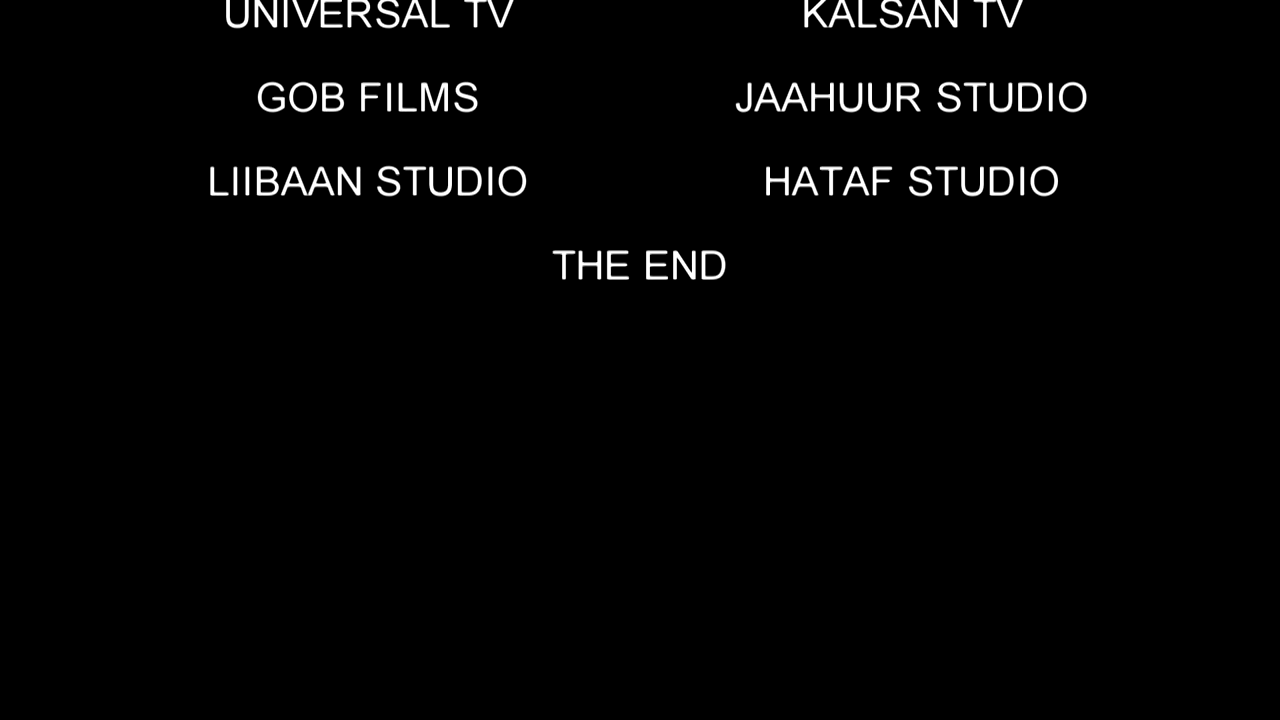 UNIVERSAL TV KALSAN TV
GOB FILMS JAAHUUR STUDIO
LIIBAAN STUDIO HATAF STUDIO
THE END